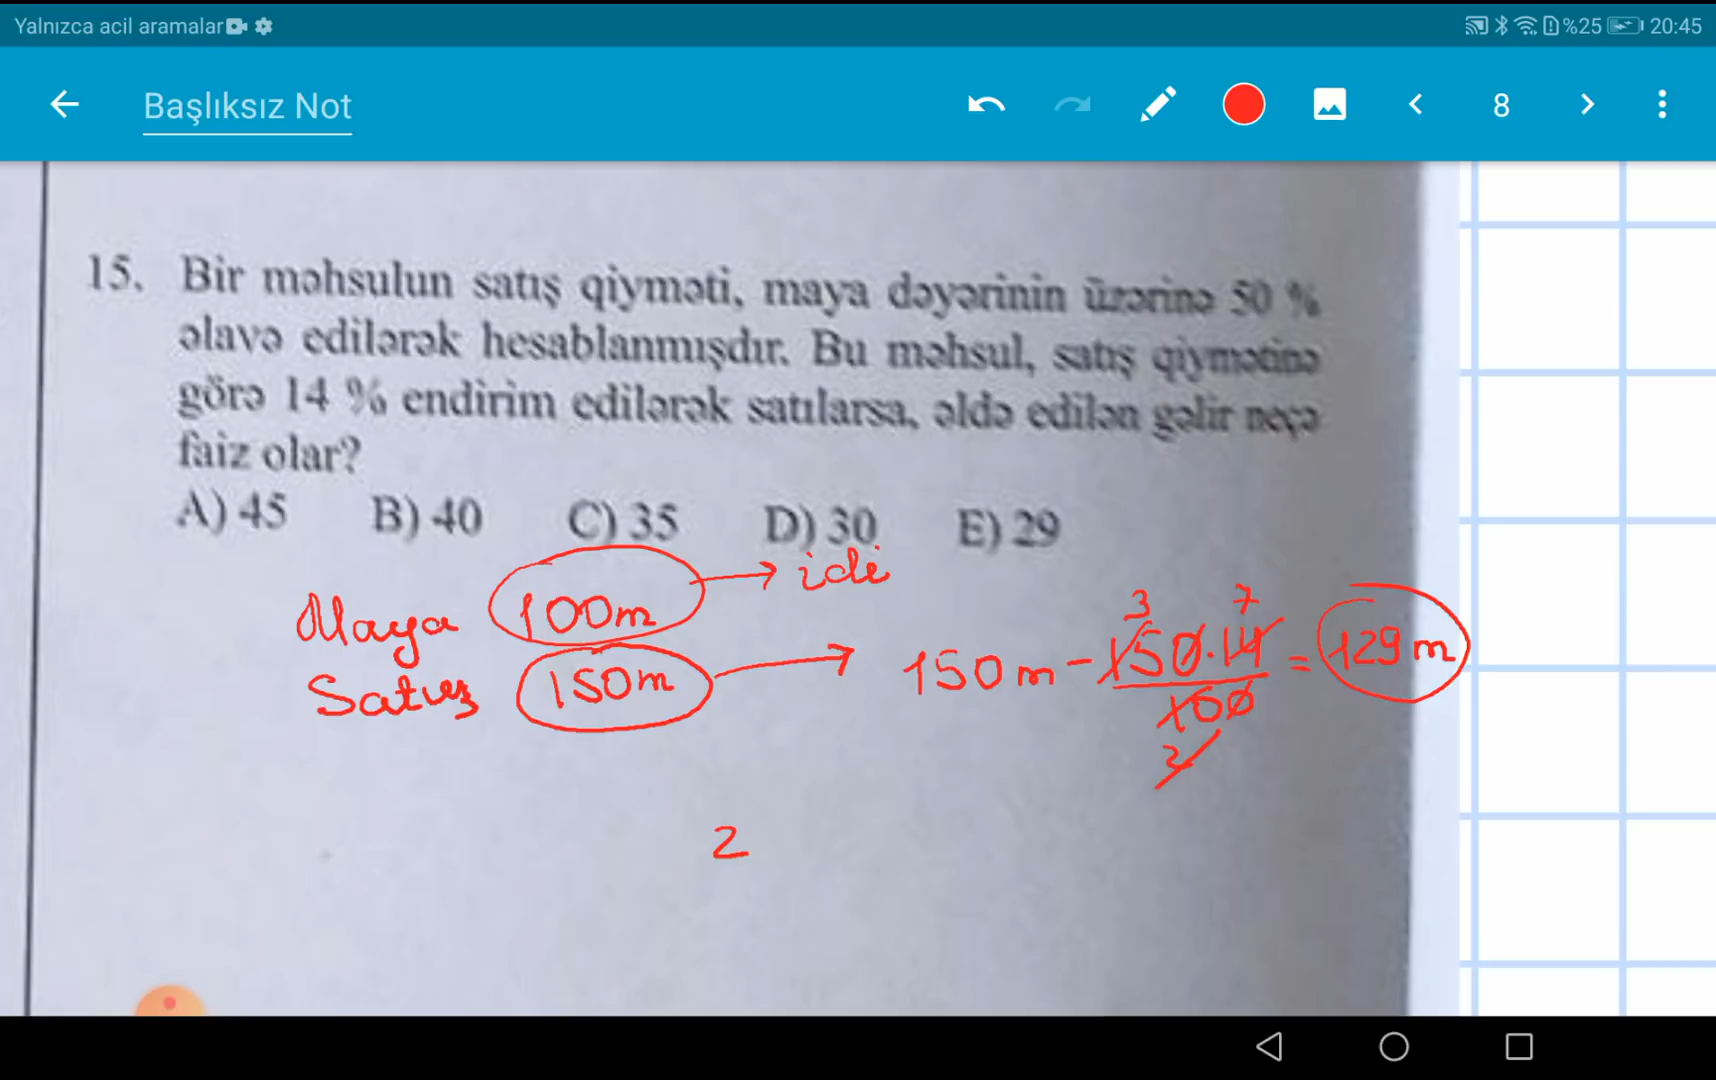 Yalnızca acil aramalar %25 20:45
Başlıksız Not 8
15. Bir məhsulun satış qiyməti, maya dəyərinin üzərinə 50 %
əlavə edilərək hesablanmışdır. Bu məhsul, satış qiymətinə
görə 14 % endirim edilərək satılarsa, əldə edilən gəlir neçə
faiz olar?
A) 45 B) 40 C) 35 D) 30 E) 29
Maya 100m → idi
Satış 150m → 150m - 150.14/100 = 129m
3 7
2
2